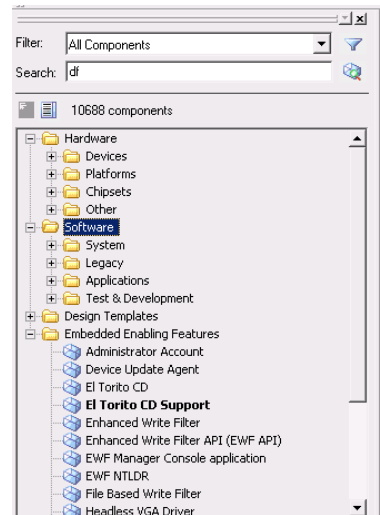 Filter: All Components
Search: df
10688 components
Hardware
Devices
Platforms
Chipsets
Other
Software
System
Legacy
Applications
Test & Development
Design Templates
Embedded Enabling Features
Administrator Account
Device Update Agent
El Torito CD
El Torito CD Support
Enhanced Write Filter
Enhanced Write Filter API (EWF API)
EWF Manager Console application
EWF NTLDR
File Based Write Filter
Headless VGA Driver